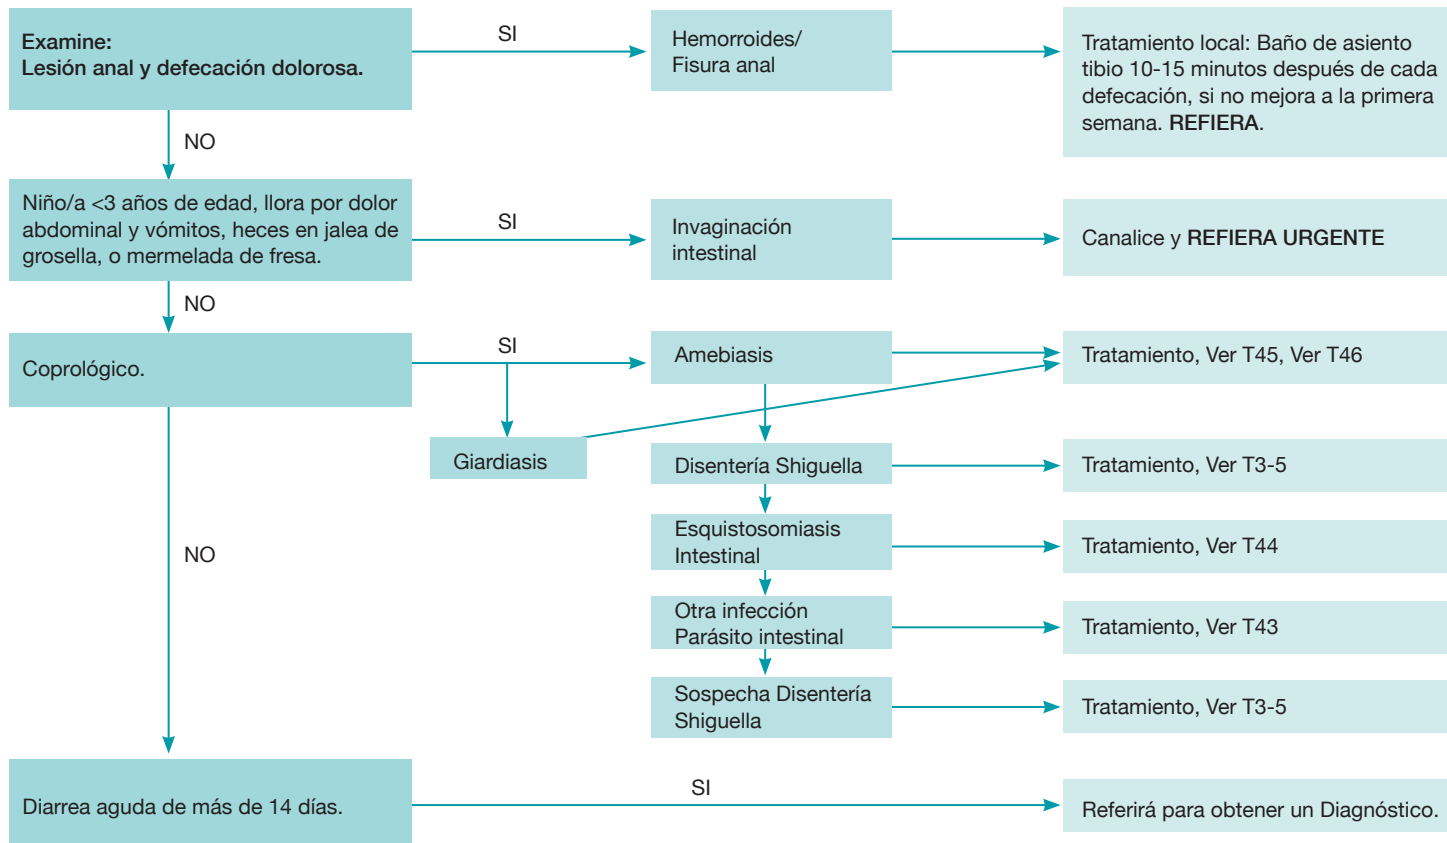 Examine:
Lesión anal y defecación dolorosa.
SI
Hemorroides/
Fisura anal
Tratamiento local: Baño de asiento
tibio 10-15 minutos después de cada
defecación, si no mejora a la primera
semana. REFIERA.
NO
Niño/a <3 años de edad, llora por dolor
abdominal y vómitos, heces en jalea de
grosella, o mermelada de fresa.
SI
Invaginación
intestinal
Canalice y REFIERA URGENTE
NO
Coprológico.
SI
Amebiasis
Tratamiento, Ver T45, Ver T46
Giardiasis
Disentería Shiguella
Tratamiento, Ver T3-5
NO
Esquistosomiasis
Intestinal
Tratamiento, Ver T44
Otra infección
Parásito intestinal
Tratamiento, Ver T43
Sospecha Disentería
Shiguella
Tratamiento, Ver T3-5
Diarrea aguda de más de 14 días.
SI
Referirá para obtener un Diagnóstico.